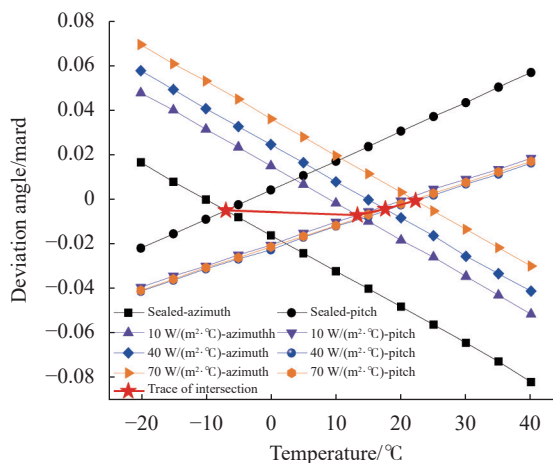 Deviation angle/mard
0.08
0.06
0.04
0.02
0
−0.02
−0.04
−0.06
−0.08
Sealed-azimuth Sealed-pitch
10 W/(m²·℃)-azimuthh 10 W/(m²·℃)-pitch
40 W/(m²·℃)-azimuth 40 W/(m²·℃)-pitch
70 W/(m²·℃)-azimuth 70 W/(m²·℃)-pitch
Trace of intersection
−20 −10 0 10 20 30 40
Temperature/℃